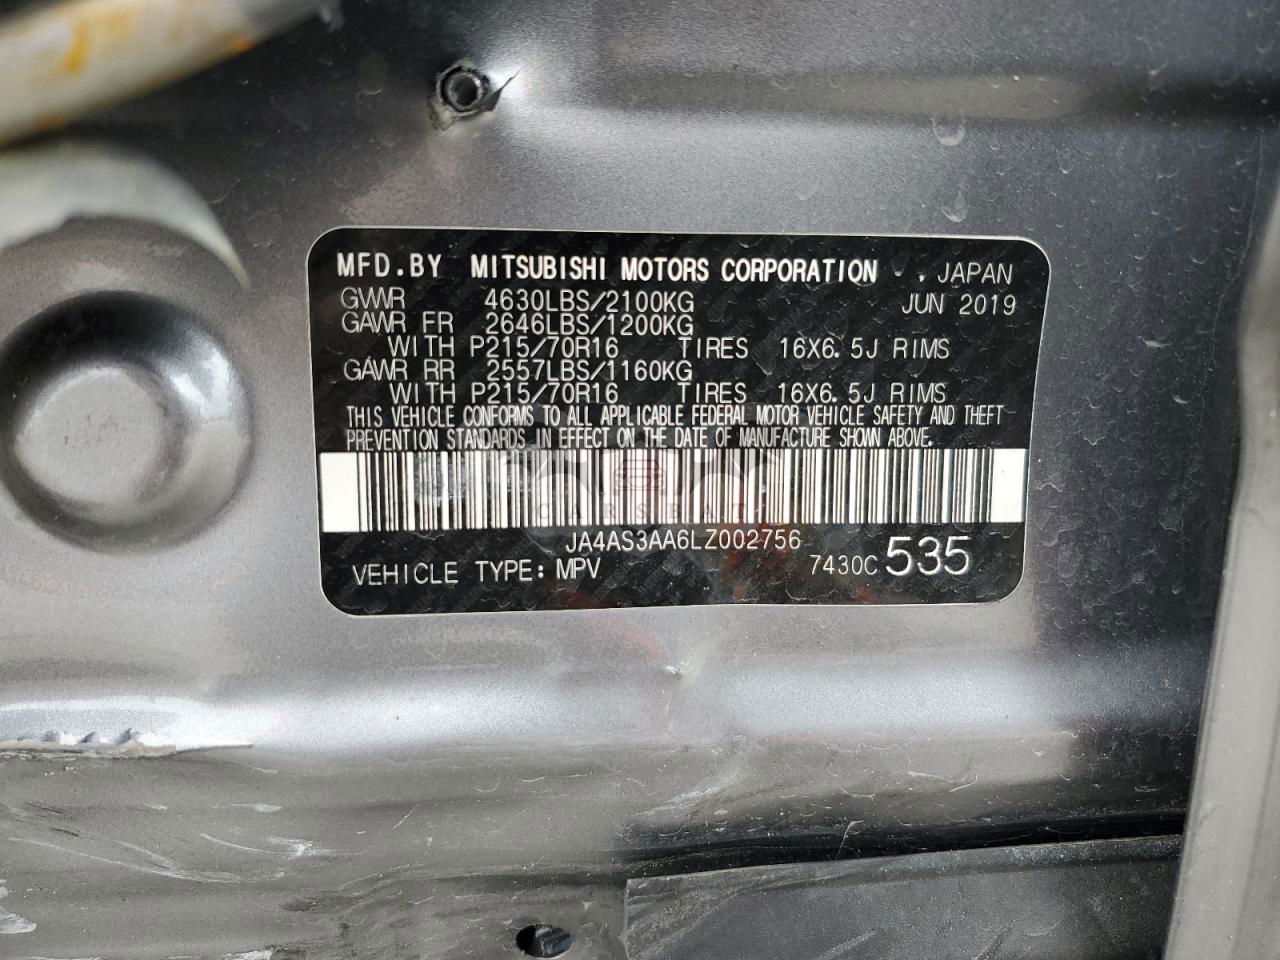 MFD.BY MITSUBISHI MOTORS CORPORATION . JAPAN
GVWR 4630LBS/2100KG JUN 2019
GAWR FR 2646LBS/1200KG
WITH P215/70R16 TIRES 16X6.5J RIMS
GAWR RR 2557LBS/1160KG
WITH P215/70R16 TIRES 16X6.5J RIMS
THIS VEHICLE CONFORMS TO ALL APPLICABLE FEDERAL MOTOR VEHICLE SAFETY AND THEFT
PREVENTION STANDARDS IN EFFECT ON THE DATE OF MANUFACTURE SHOWN ABOVE.
JA4AS3AA6LZ002756
VEHICLE TYPE: MPV 7430C 535